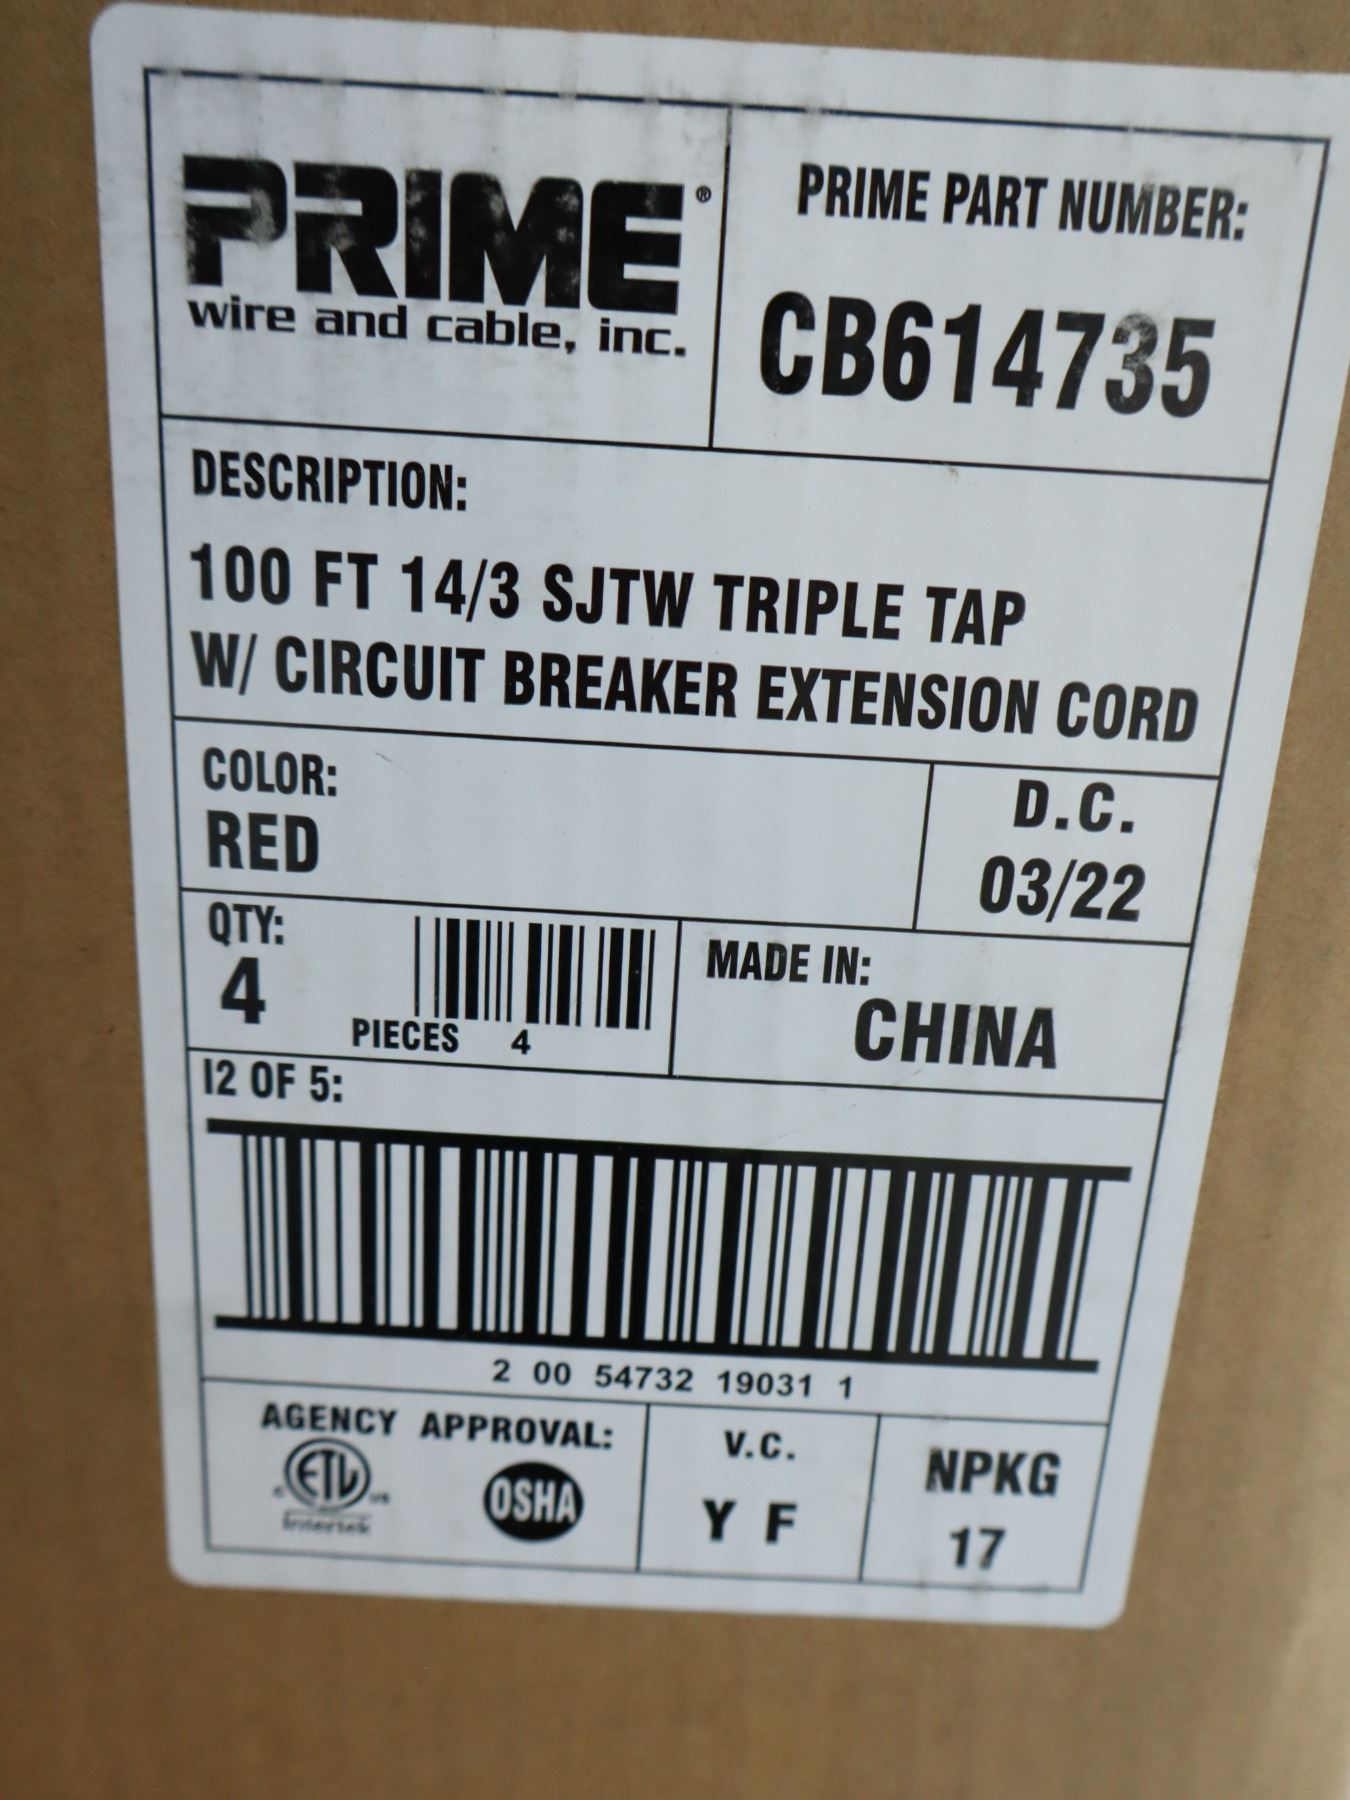 PRIME®
wire and cable, inc.
PRIME PART NUMBER:
CB614735
DESCRIPTION:
100 FT 14/3 SJTW TRIPLE TAP
W/ CIRCUIT BREAKER EXTENSION CORD
COLOR:
RED
D.C.
03/22
QTY:
4
PIECES 4
MADE IN:
CHINA
I2 OF 5:
2 00 54732 19031 1
AGENCY APPROVAL:
C ETL US
Intertek
OSHA
V.C.
Y F
NPKG
17